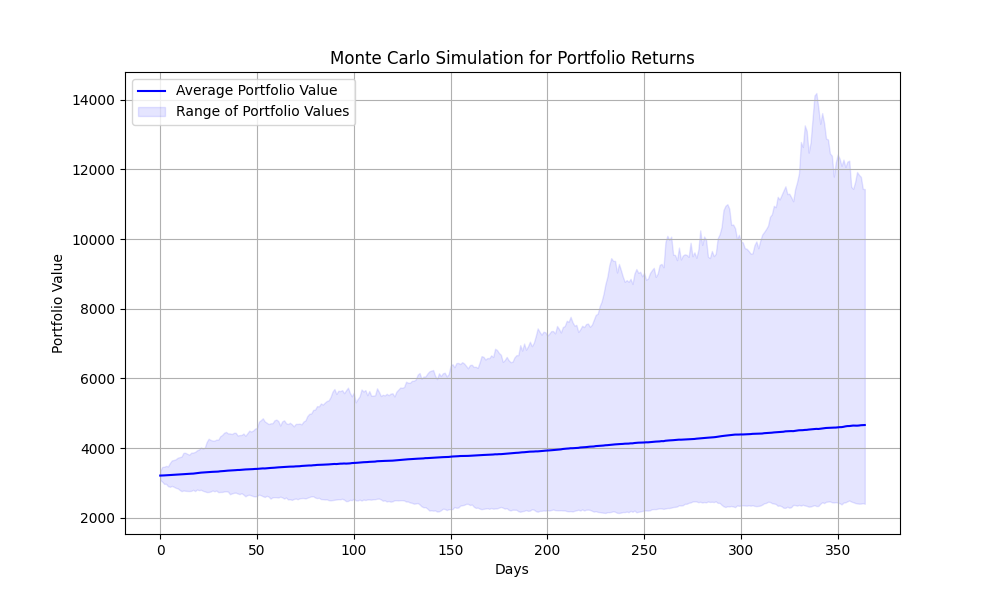 Monte Carlo Simulation for Portfolio Returns
Average Portfolio Value
Range of Portfolio Values
14000
12000
10000
8000
6000
4000
2000
Portfolio Value
0 50 100 150 200 250 300 350
Days